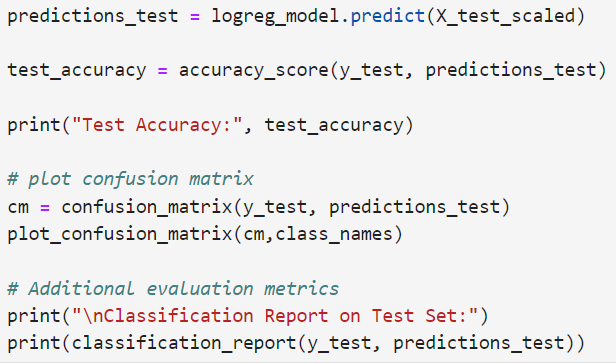 predictions_test = logreg_model.predict(X_test_scaled)
test_accuracy = accuracy_score(y_test, predictions_test)
print("Test Accuracy:", test_accuracy)
# plot confusion matrix
cm = confusion_matrix(y_test, predictions_test)
plot_confusion_matrix(cm,class_names)
# Additional evaluation metrics
print("\nClassification Report on Test Set:")
print(classification_report(y_test, predictions_test))